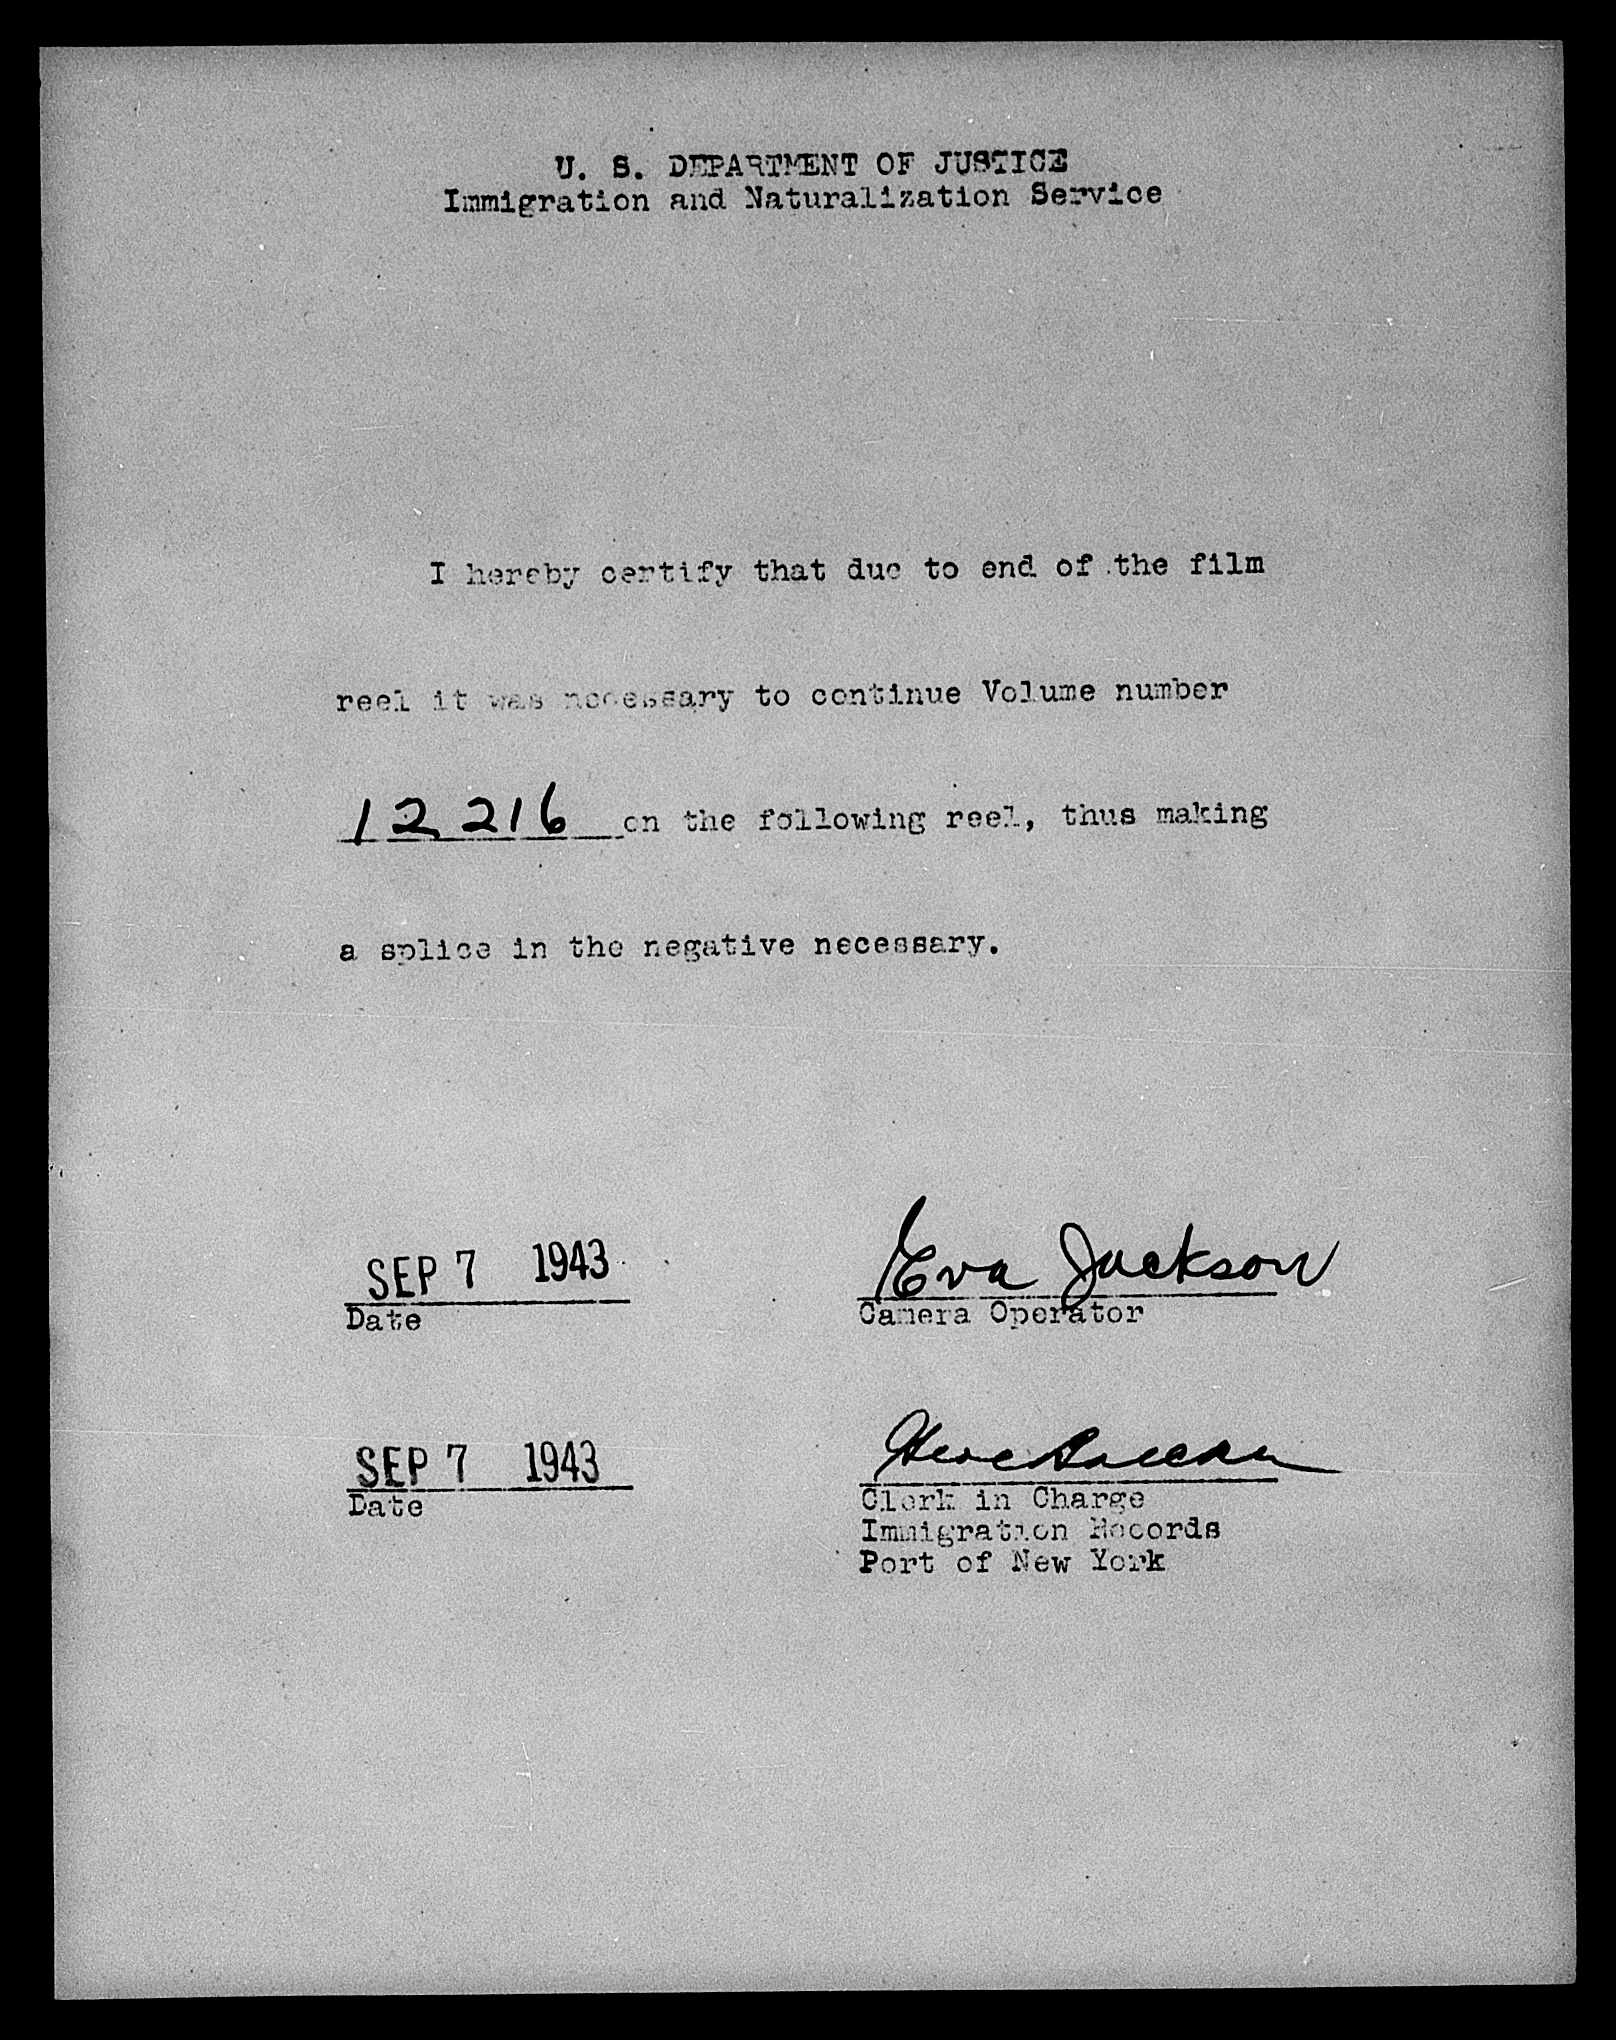 U. S. DEPARTMENT OF JUSTICE
Immigration and Naturalization Service
I hereby certify that due to end of the film
reel it was necessary to continue Volume number
12 216 on the following reel, thus making
a splice in the negative necessary.
SEP 7 1943
Eva Jackson
Date
Camera Operator
SEP 7 1943
Date
Clerk in Charge
Immigration Records
Port of New York